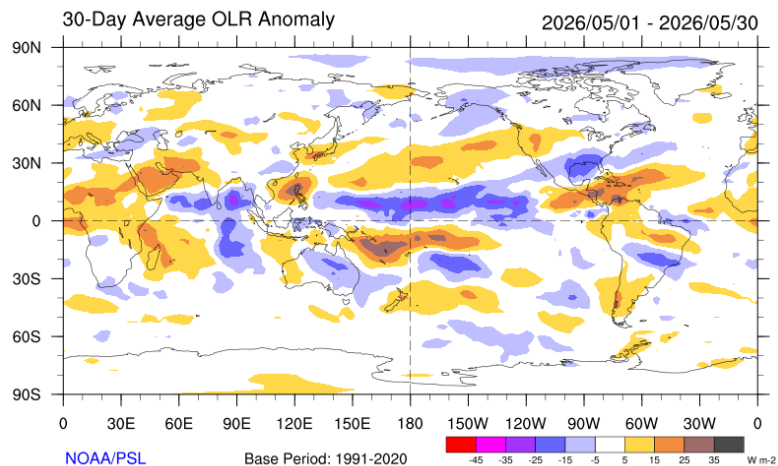 30-Day Average OLR Anomaly
2026/05/01 - 2026/05/30
90N
60N
30N
0
30S
60S
90S
0 30E 60E 90E 120E 150E 180 150W 120W 90W 60W 30W 0
-45 -35 -25 -15 -5 5 15 25 35 W m-2
NOAA/PSL
Base Period: 1991-2020